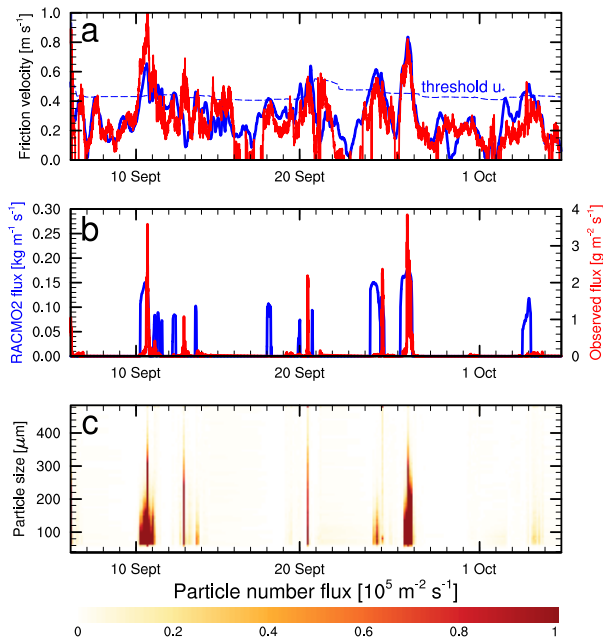 a
Friction velocity [m s⁻¹]
1.0
0.8
0.6
0.4
0.2
0.0
threshold u*
10 Sept
20 Sept
1 Oct
b
RACMO2 flux [kg m⁻¹ s⁻¹]
0.30
0.25
0.20
0.15
0.10
0.05
0.00
4
3
2
1
0
Observed flux [g m⁻² s⁻¹]
10 Sept
20 Sept
1 Oct
c
Particle size [μm]
400
300
200
100
10 Sept
20 Sept
1 Oct
Particle number flux [10⁵ m⁻² s⁻¹]
0 0.2 0.4 0.6 0.8 1